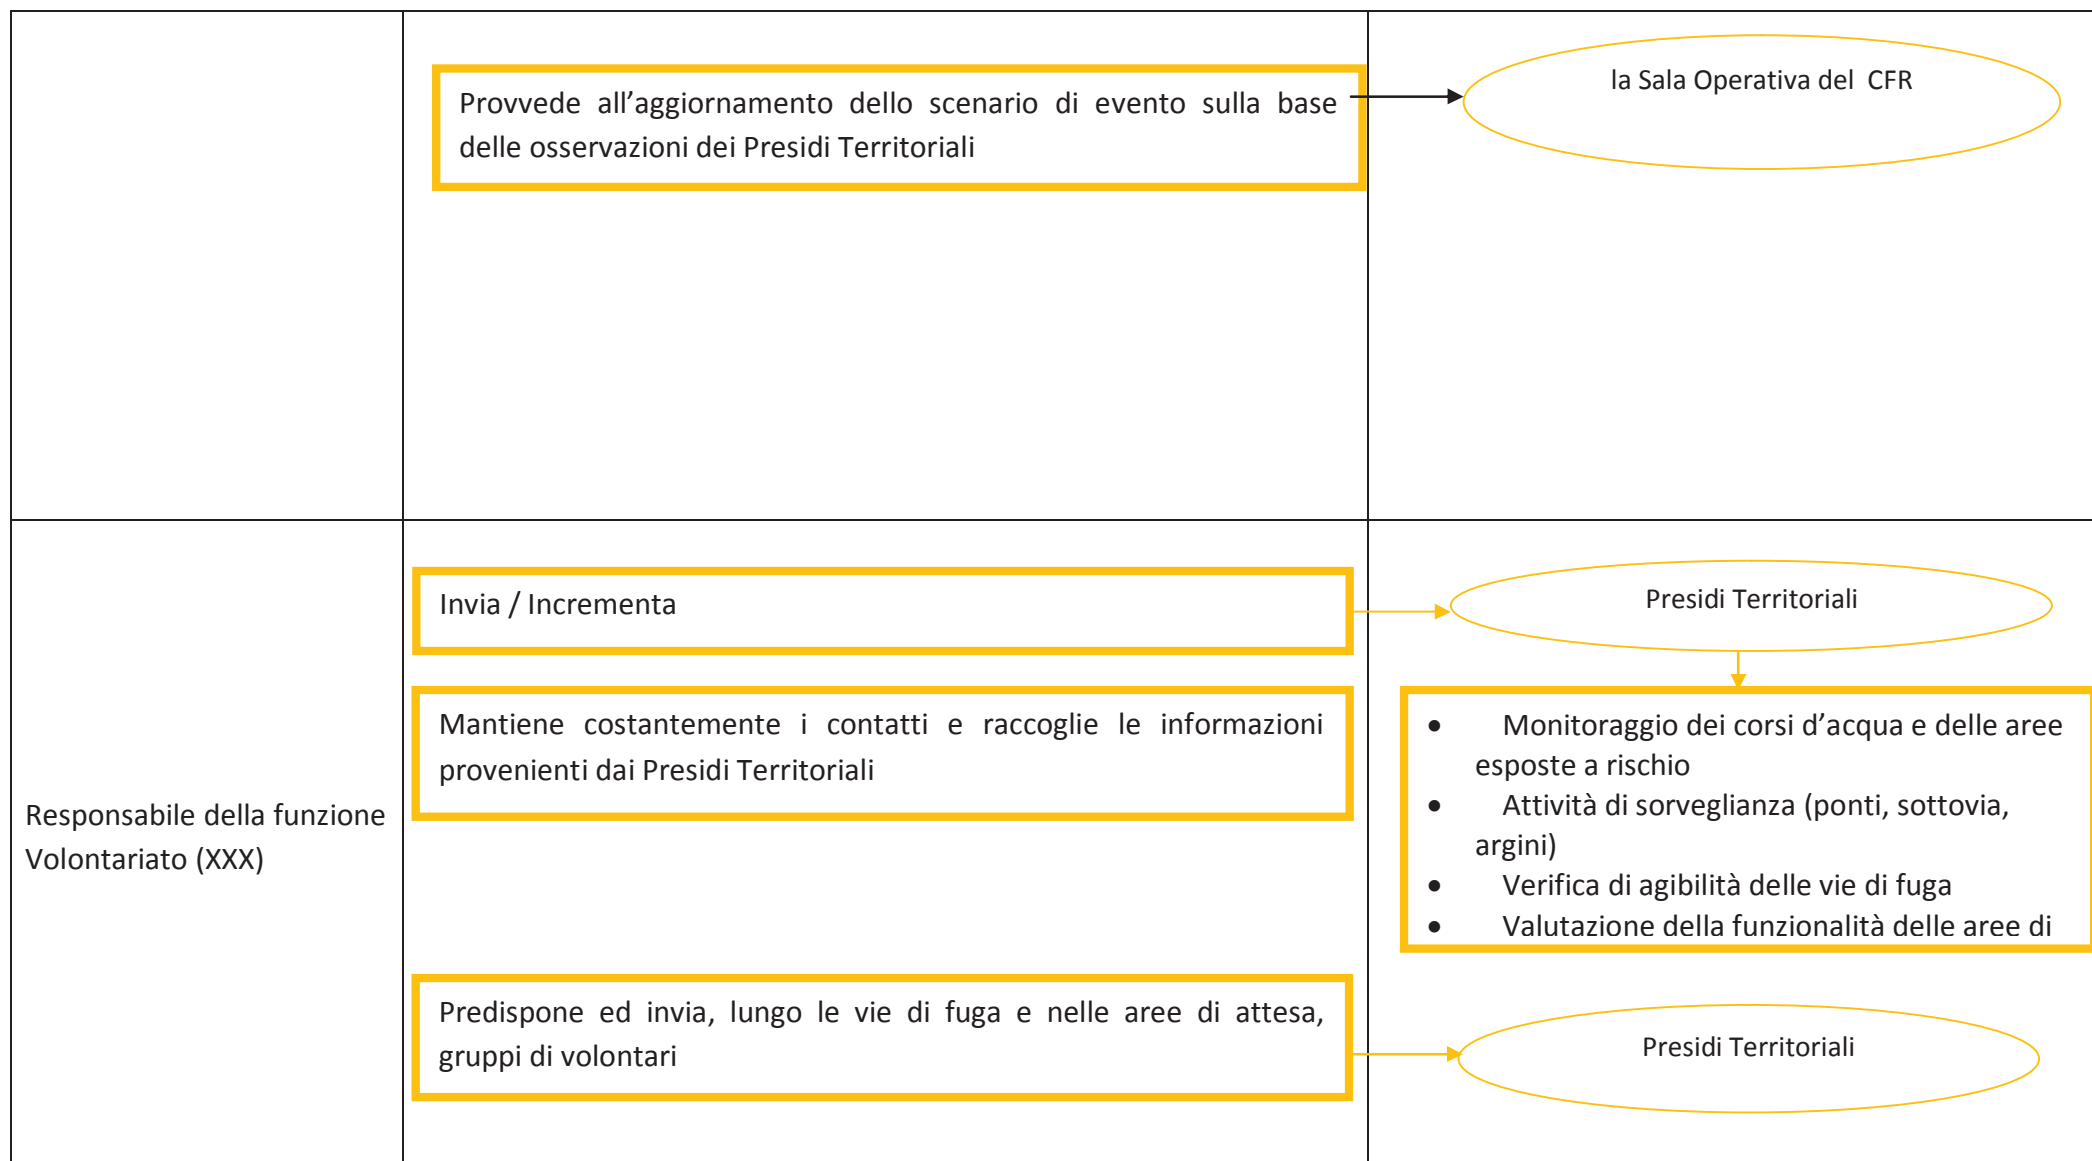 Provvede all’aggiornamento dello scenario di evento sulla base
delle osservazioni dei Presidi Territoriali
la Sala Operativa del CFR
Responsabile della funzione
Volontariato (XXX)
Invia / Incrementa
Presidi Territoriali
Mantiene costantemente i contatti e raccoglie le informazioni
provenienti dai Presidi Territoriali
• Monitoraggio dei corsi d’acqua e delle aree
esposte a rischio
• Attività di sorveglianza (ponti, sottovia,
argini)
• Verifica di agibilità delle vie di fuga
• Valutazione della funzionalità delle aree di
Predispone ed invia, lungo le vie di fuga e nelle aree di attesa,
gruppi di volontari
Presidi Territoriali